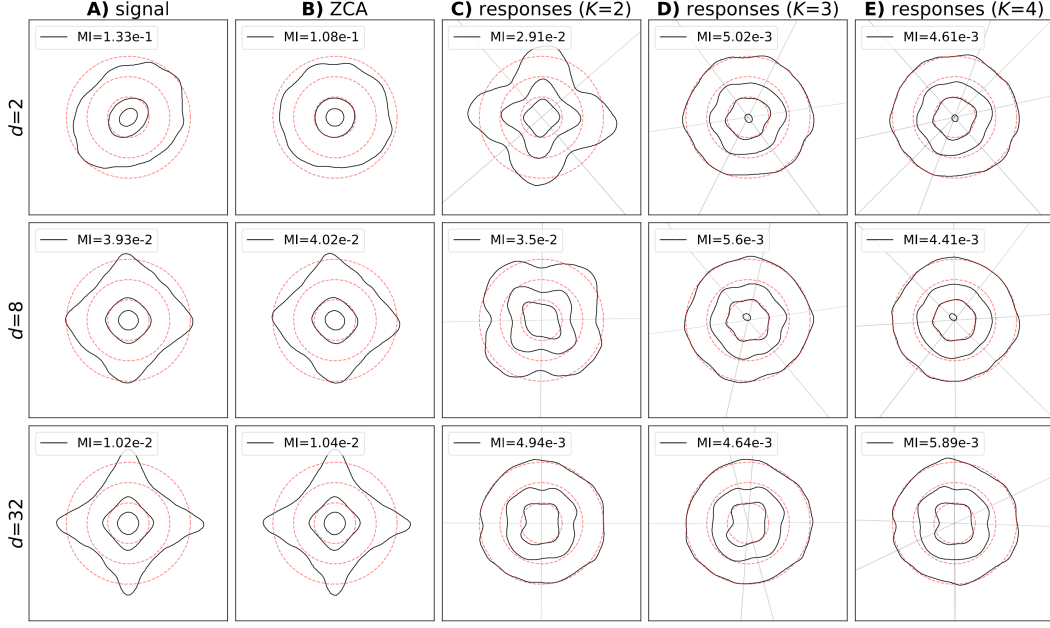 A) signal
B) ZCA
C) responses (K=2)
D) responses (K=3)
E) responses (K=4)
d=2
MI=1.33e-1
MI=1.08e-1
MI=2.91e-2
MI=5.02e-3
MI=4.61e-3
d=8
MI=3.93e-2
MI=4.02e-2
MI=3.5e-2
MI=5.6e-3
MI=4.41e-3
d=32
MI=1.02e-2
MI=1.04e-2
MI=4.94e-3
MI=4.64e-3
MI=5.89e-3